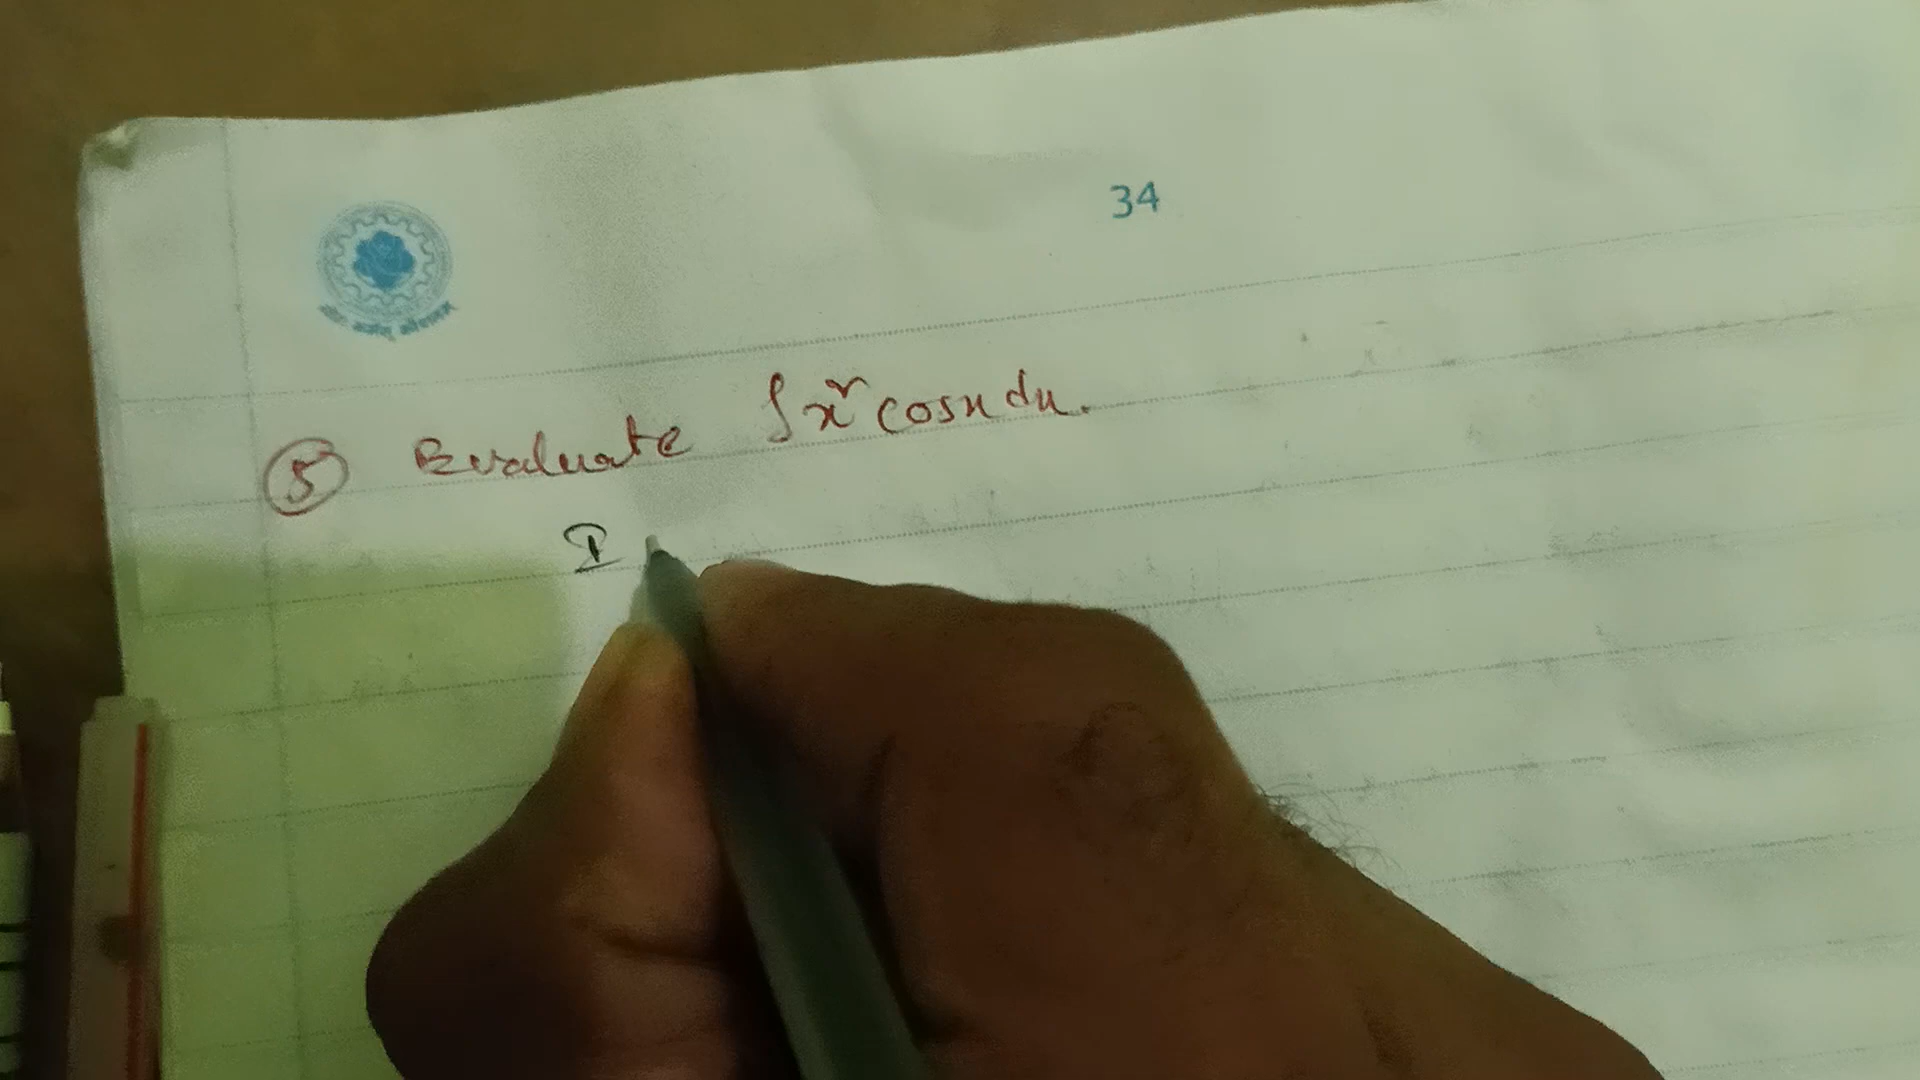 34
⑤ Evaluate ∫x² cosx dx.
I